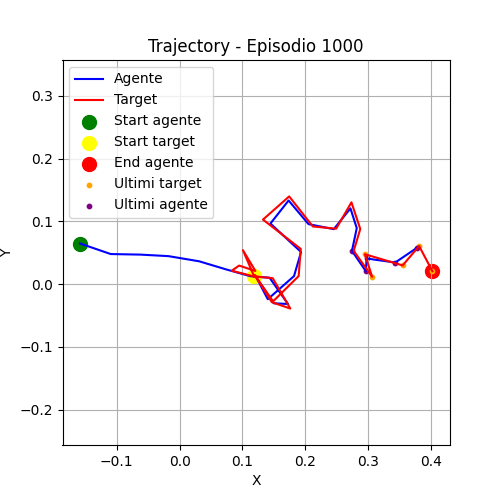 Trajectory - Episodio 1000
Agente
Target
Start agente
Start target
End agente
Ultimi target
Ultimi agente
0.3
0.2
0.1
0.0
−0.1
−0.2
Y
−0.1
0.0
0.1
0.2
0.3
0.4
X